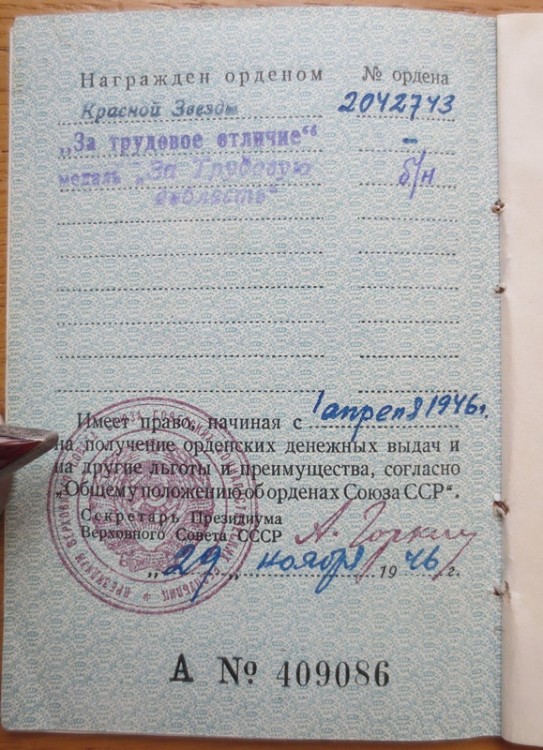 Награжден орденом № ордена
Красной Звезды 2042743
„За трудовое отличие“ –
медаль „За Трудовую б/н
доблесть“
Имеет право, начиная с 1 апреля 1946г.
на получение орденских денежных выдач и
на другие льготы и преимущества, согласно
„Общему положению об орденах Союза ССР“.
Секретарь Президиума
Верховного Совета СССР А. Горкин
„29„ ноября 1946 г.
А № 409086